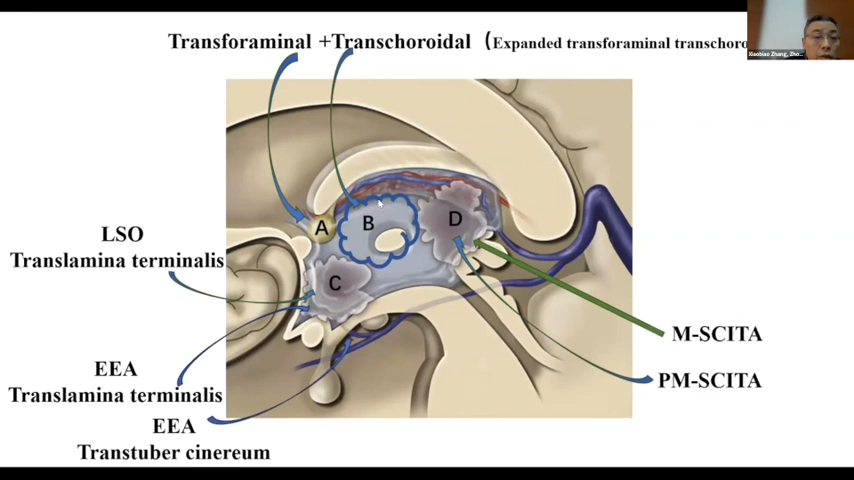 Transforaminal +Transchoroidal (Expanded transforaminal transchoro
Xiaobiao Zhang, Zho...
A
B
D
C
LSO
Translamina terminalis
EEA
Translamina terminalis
EEA
Transtuber cinereum
M-SCITA
PM-SCITA